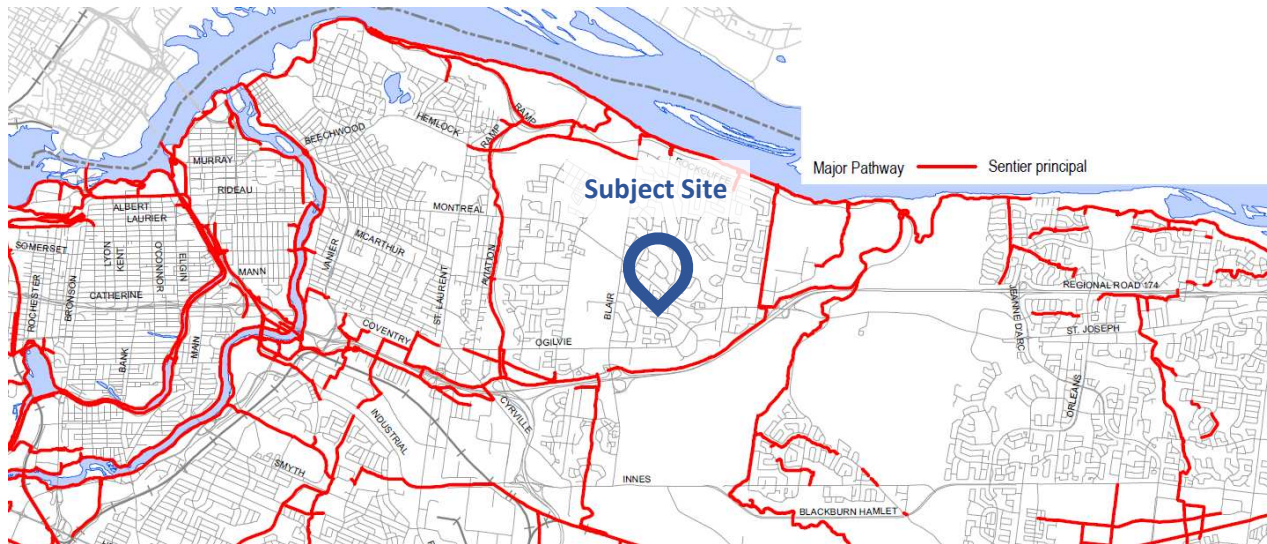 HEMLOCK
RAMP
RAMP
BEECHWOOD
MURRAY
RIDEAU
ALBERT
LAURIER
SOMERSET
LYON
KENT
O'CONNOR
ELGIN
MANN
CATHERINE
ROCHESTER
BRONSON
BANK
MAIN
VANIER
MONTREAL
MCARTHUR
ST. LAURENT
AVIATION
COVENTRY
CYRVILLE
INDUSTRIAL
SMYTH
Subject Site
BLAIR
OGILVIE
INNES
BLACKBURN HAMLET
Major Pathway
Sentier principal
REGIONAL ROAD 174
JEANNE D'ARC
ST. JOSEPH
ORLEANS